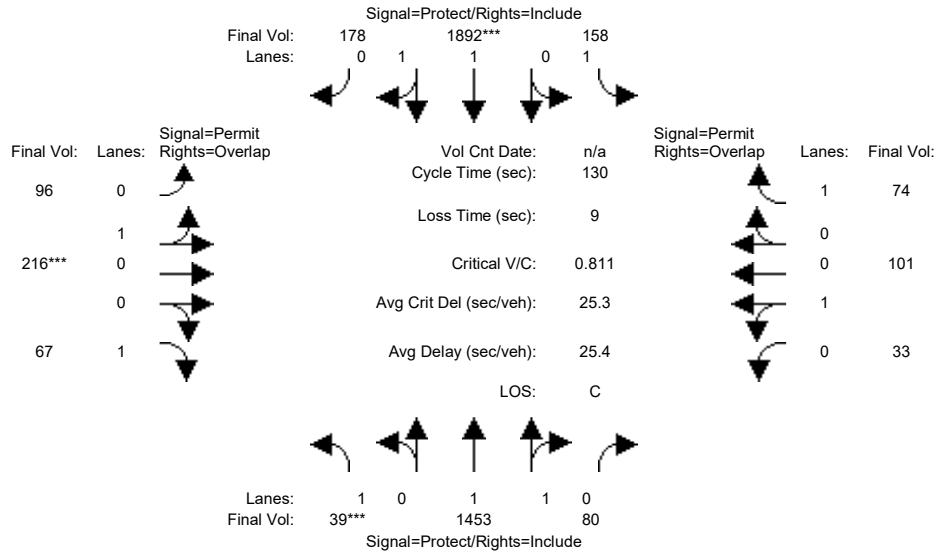 Signal=Protect/Rights=Include
Final Vol: 178 1892*** 158
Lanes: 0 1 1 0 1
Signal=Permit Signal=Permit
Final Vol: Lanes: Rights=Overlap Vol Cnt Date: n/a Rights=Overlap Lanes: Final Vol:
Cycle Time (sec): 130
96 0 1 74
Loss Time (sec): 9
1 0
216*** 0 Critical V/C: 0.811 0 101
0 Avg Crit Del (sec/veh): 25.3 1
67 1 Avg Delay (sec/veh): 25.4 0 33
LOS: C
Lanes: 1 0 1 1 0
Final Vol: 39*** 1453 80
Signal=Protect/Rights=Include